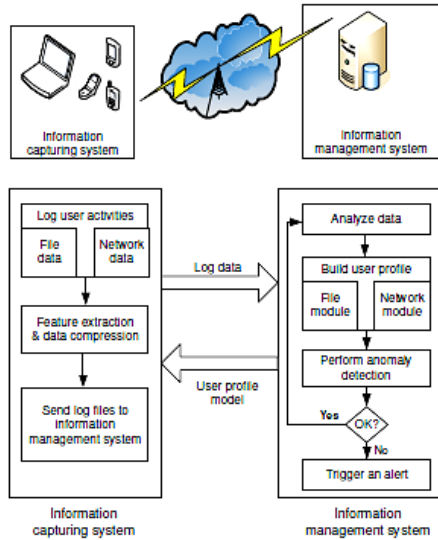 Information
capturing system
Information
management system
Log user activities
File
data
Network
data
Feature extraction
& data compression
Send log files to
information
management system
Log data
User profile
model
Analyze data
Build user profile
File
module
Network
module
Perform anomaly
detection
Yes
OK?
No
Trigger an alert
Information
capturing system
Information
management system